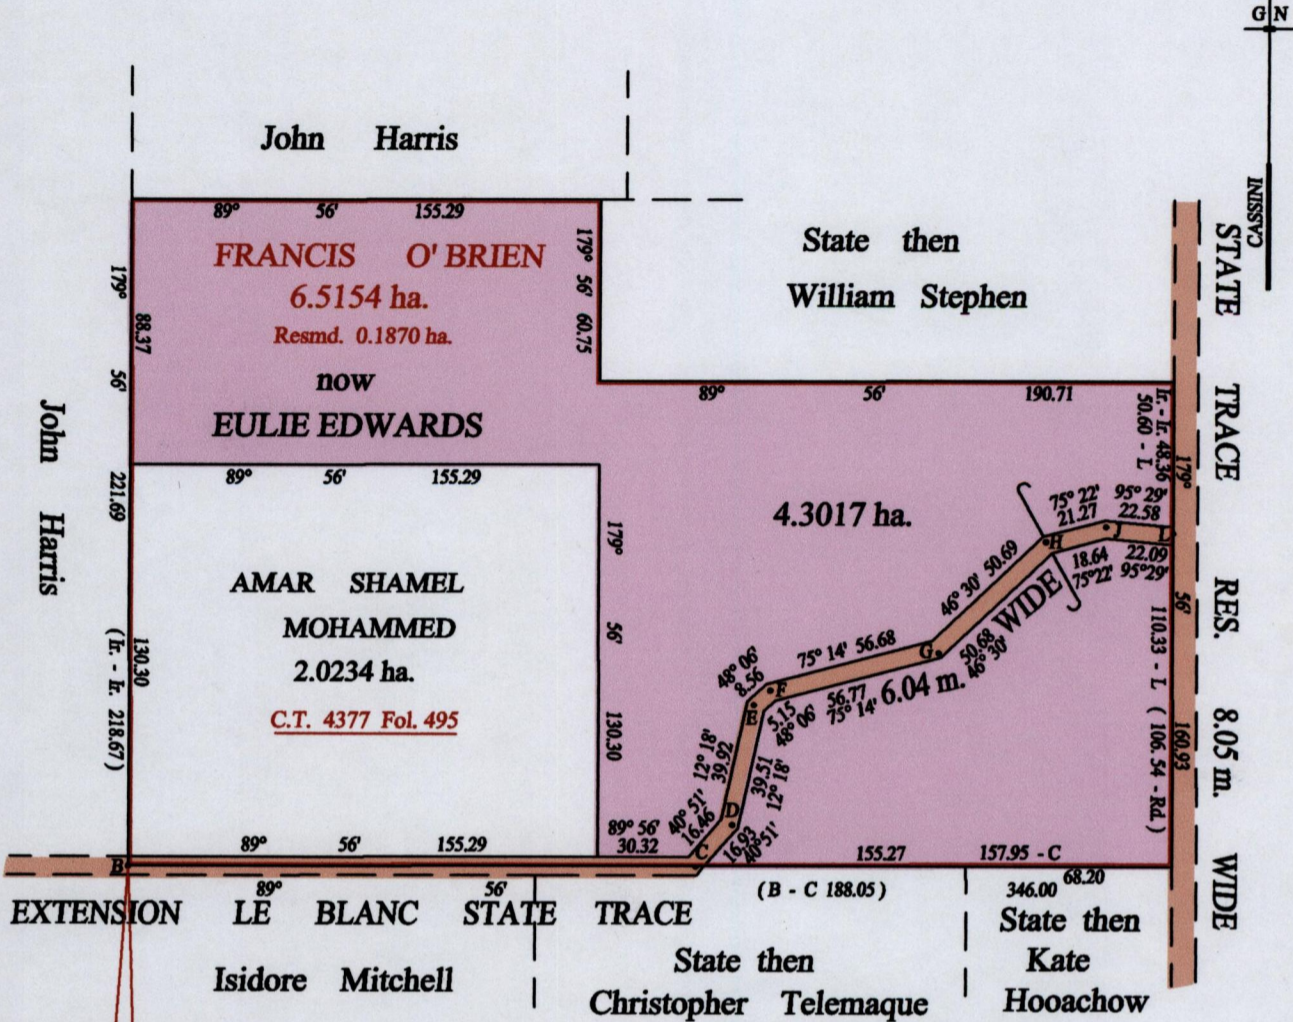 G N
CASSINI
John Harris
89° 56' 155.29
FRANCIS O' BRIEN
6.5154 ha.
Resmd. 0.1870 ha.
now
EULIE EDWARDS
179° 56' 60.75
State then
William Stephen
89° 56' 190.71
179° 88.37 56'
221.69
130.30
( Ir. - Ir. 218.67 )
John Harris
89° 56' 155.29
AMAR SHAMEL
MOHAMMED
2.0234 ha.
C.T. 4377 Fol. 495
179° 56' 130.30
4.3017 ha.
Ir. - Ir. 48.36
50.60 - L
179° 56' 160.93
110.33 - L ( 106.54 - Rd. )
STATE TRACE RES. 8.05 m. WIDE
75° 22' 95° 29'
21.27 22.58
H J L
18.64 22.09
75°22' 95°29'
46° 30' 50.69
50.68
46° 30'
6.04 m. WIDE
G
75° 14' 56.68
56.77
75° 14'
48° 06'
8.56
F
E
5.15
48° 06'
12° 18'
39.92
39.51
12° 18'
D
40° 51'
16.46
16.93
40°51'
C
89° 56'
30.32
89° 56' 155.29
B
89° 56'
155.27 157.95 - C
( B - C 188.05 )
68.20
346.00
EXTENSION LE BLANC STATE TRACE
Isidore Mitchell
State then
Christopher Telemaque
State then
Kate
Hooachow